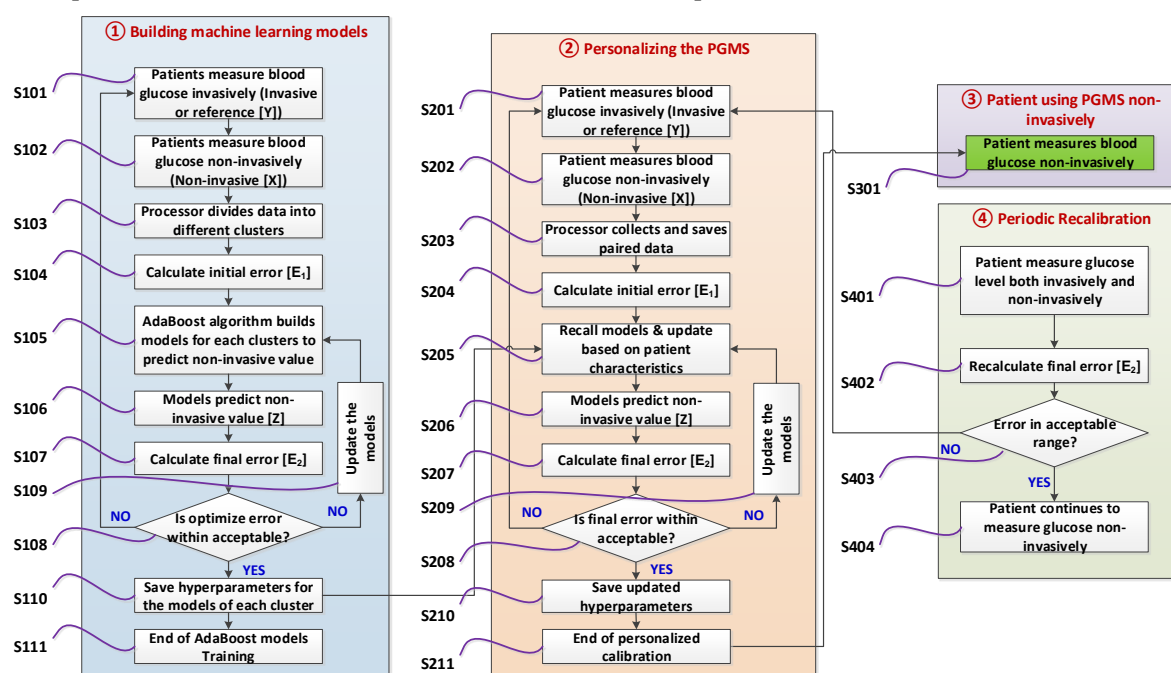 ① Building machine learning models
S101
Patients measure blood
glucose invasively (Invasive
or reference [Y])
S102
Patients measure blood
glucose non-invasively
(Non-invasive [X])
S103
Processor divides data into
different clusters
S104
Calculate initial error [E₁]
S105
AdaBoost algorithm builds
models for each clusters to
predict non-invasive value
S106
Models predict non-
invasive value [Z]
S107
Calculate final error [E₂]
S109
Update the
models
NO
NO
S108
Is optimize error
within acceptable?
YES
S110
Save hyperparameters for
the models of each cluster
S111
End of AdaBoost models
Training
② Personalizing the PGMS
S201
Patient measures blood
glucose invasively (Invasive
or reference [Y])
S202
Patient measures blood
glucose non-invasively
(Non-invasive [X])
S203
Processor collects and saves
paired data
S204
Calculate initial error [E₁]
S205
Recall models & update
based on patient
characteristics
S206
Models predict non-
invasive value [Z]
S207
Calculate final error [E₂]
S209
Update the
models
NO
NO
S208
Is final error within
acceptable?
YES
S210
Save updated
hyperparameters
S211
End of personalized
calibration
③ Patient using PGMS non-
invasively
Patient measures blood
glucose non-invasively
S301
④ Periodic Recalibration
S401
Patient measure glucose
level both invasively and
non-invasively
S402
Recalculate final error [E₂]
Error in acceptable
range?
NO
S403
YES
S404
Patient continues to
measure glucose non-
invasively